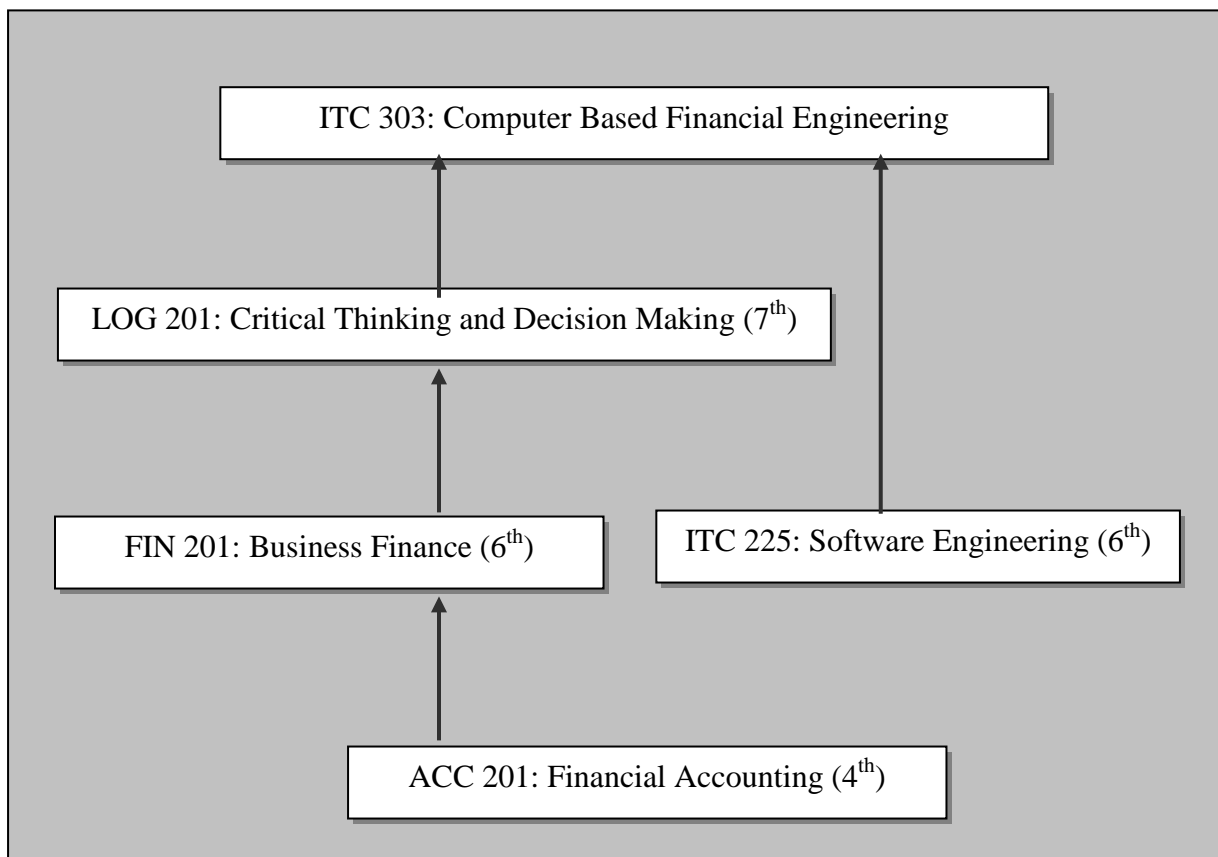 ITC 303: Computer Based Financial Engineering
LOG 201: Critical Thinking and Decision Making (7th)
FIN 201: Business Finance (6th)
ITC 225: Software Engineering (6th)
ACC 201: Financial Accounting (4th)